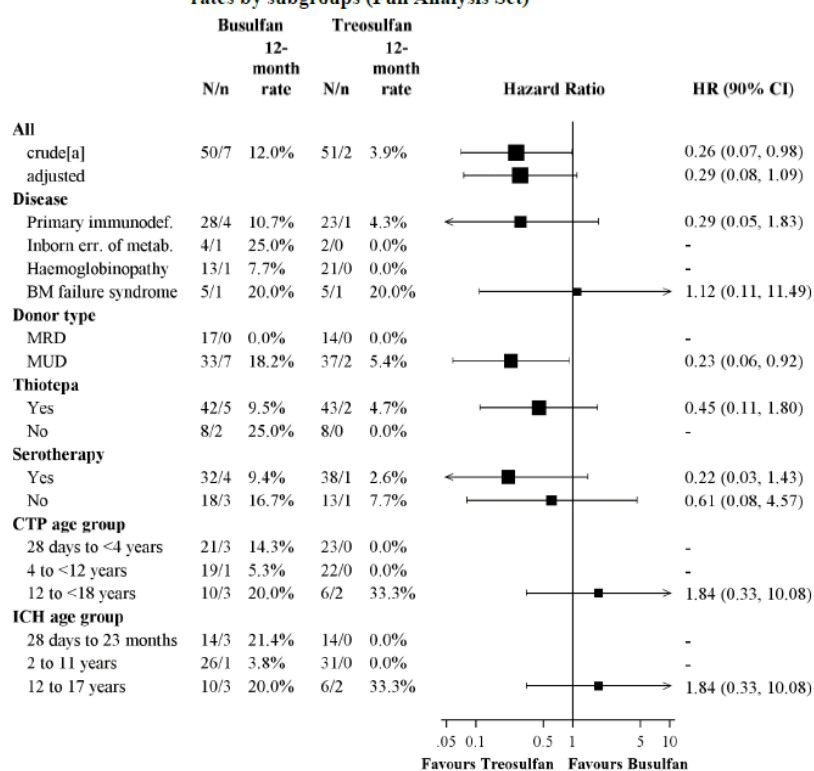 rates by subgroups (Full Analysis Set)
Busulfan Treosulfan
12- 12-
month month
N/n rate N/n rate Hazard Ratio HR (90% CI)
All
crude[a] 50/7 12.0% 51/2 3.9% 0.26 (0.07, 0.98)
adjusted 0.29 (0.08, 1.09)
Disease
Primary immunodef. 28/4 10.7% 23/1 4.3% 0.29 (0.05, 1.83)
Inborn err. of metab. 4/1 25.0% 2/0 0.0% -
Haemoglobinopathy 13/1 7.7% 21/0 0.0% -
BM failure syndrome 5/1 20.0% 5/1 20.0% 1.12 (0.11, 11.49)
Donor type
MRD 17/0 0.0% 14/0 0.0% -
MUD 33/7 18.2% 37/2 5.4% 0.23 (0.06, 0.92)
Thiotepa
Yes 42/5 9.5% 43/2 4.7% 0.45 (0.11, 1.80)
No 8/2 25.0% 8/0 0.0% -
Serotherapy
Yes 32/4 9.4% 38/1 2.6% 0.22 (0.03, 1.43)
No 18/3 16.7% 13/1 7.7% 0.61 (0.08, 4.57)
CTP age group
28 days to <4 years 21/3 14.3% 23/0 0.0% -
4 to <12 years 19/1 5.3% 22/0 0.0% -
12 to <18 years 10/3 20.0% 6/2 33.3% 1.84 (0.33, 10.08)
ICH age group
28 days to 23 months 14/3 21.4% 14/0 0.0% -
2 to 11 years 26/1 3.8% 31/0 0.0% -
12 to 17 years 10/3 20.0% 6/2 33.3% 1.84 (0.33, 10.08)
.05 0.1 0.5 1 5 10
Favours Treosulfan Favours Busulfan